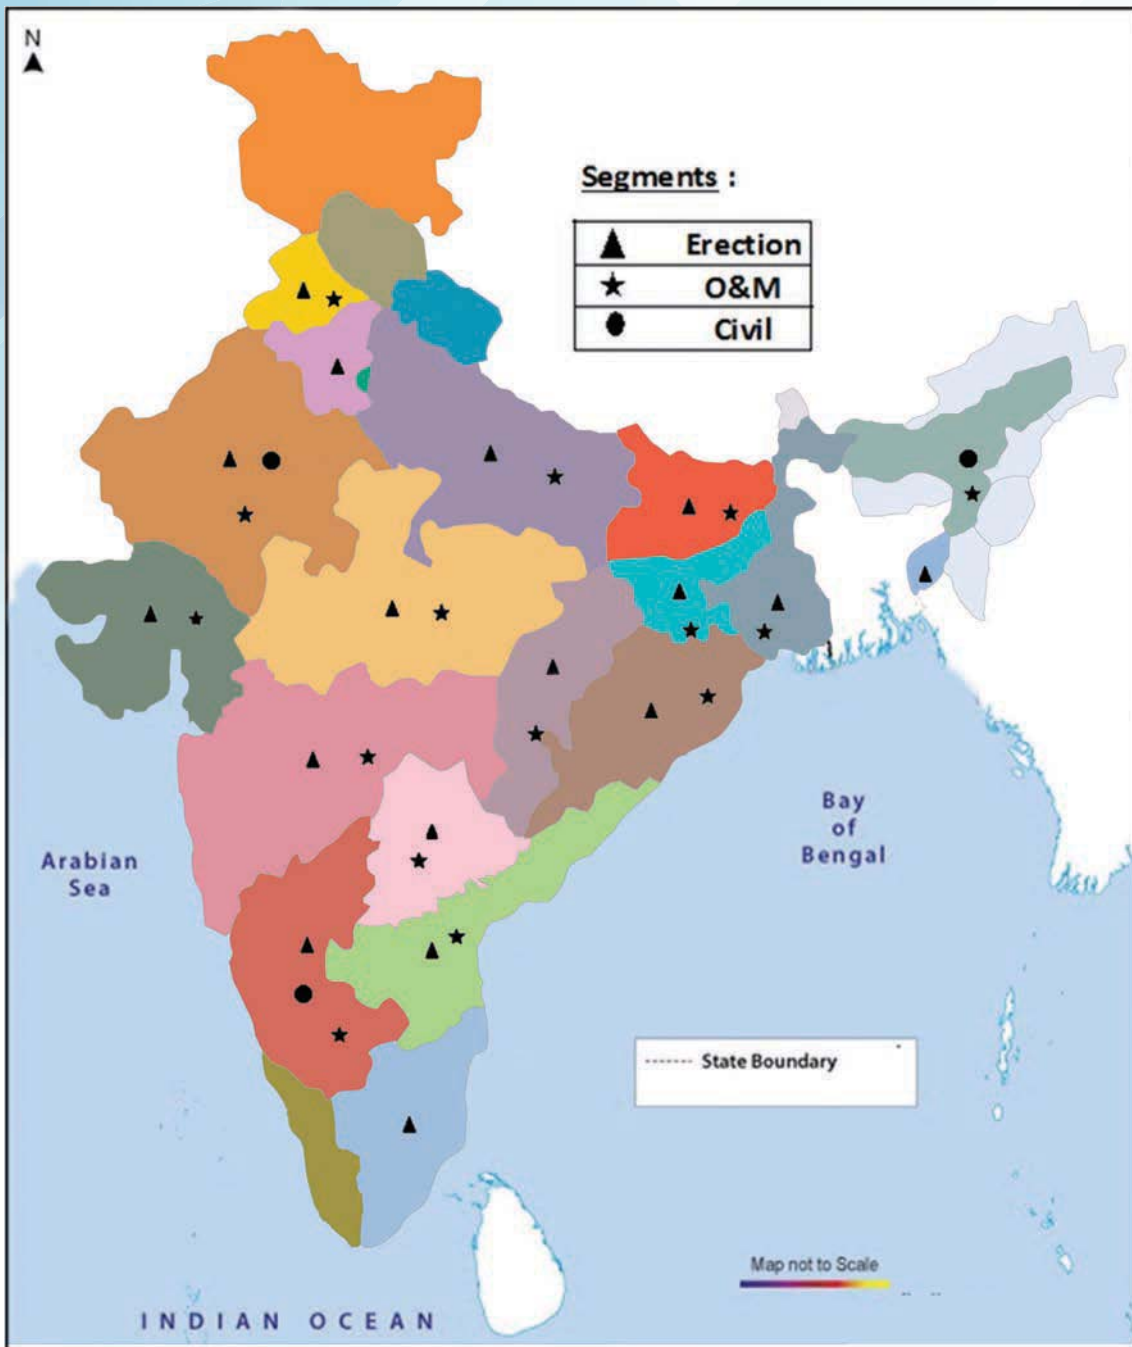 N
Segments :
Erection
O&M
Civil
Arabian
Sea
Bay
of
Bengal
State Boundary
Map not to Scale
INDIAN OCEAN